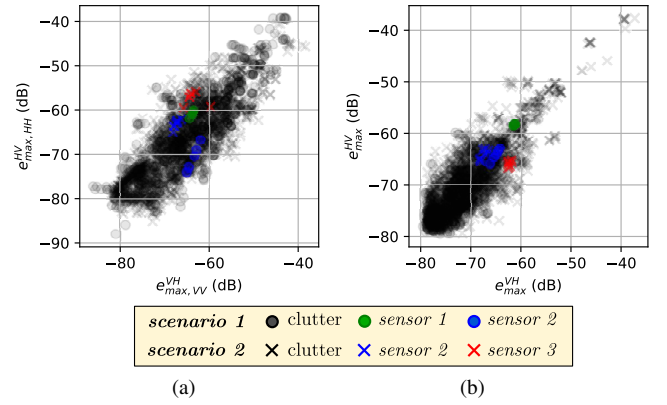 −40
−50
−60
−70
−80
−90
e^{HV}_{max,HH} (dB)
−80 −60 −40
e^{VH}_{max,VV} (dB)
−40
−50
−60
−70
−80
e^{HV}_{max} (dB)
−80 −70 −60 −50 −40
e^{VH}_{max} (dB)
scenario 1 clutter sensor 1 sensor 2
scenario 2 clutter sensor 2 sensor 3
(a) (b)